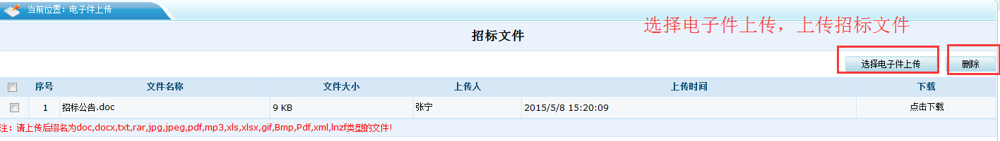 当前位置：电子件上传
选择电子件上传，上传招标文件
招标文件
选择电子件上传 删除
序号 文件名称 文件大小 上传人 上传时间 下载
1 招标公告.doc 9 KB 张宁 2015/5/8 15:20:09 点击下载
注：请上传后缀名为doc,docx,txt,rar,jpg,jpeg,pdf,mp3,xls,xlsx,gif,Bmp,Pdf,xml,lnzf类型的文件!